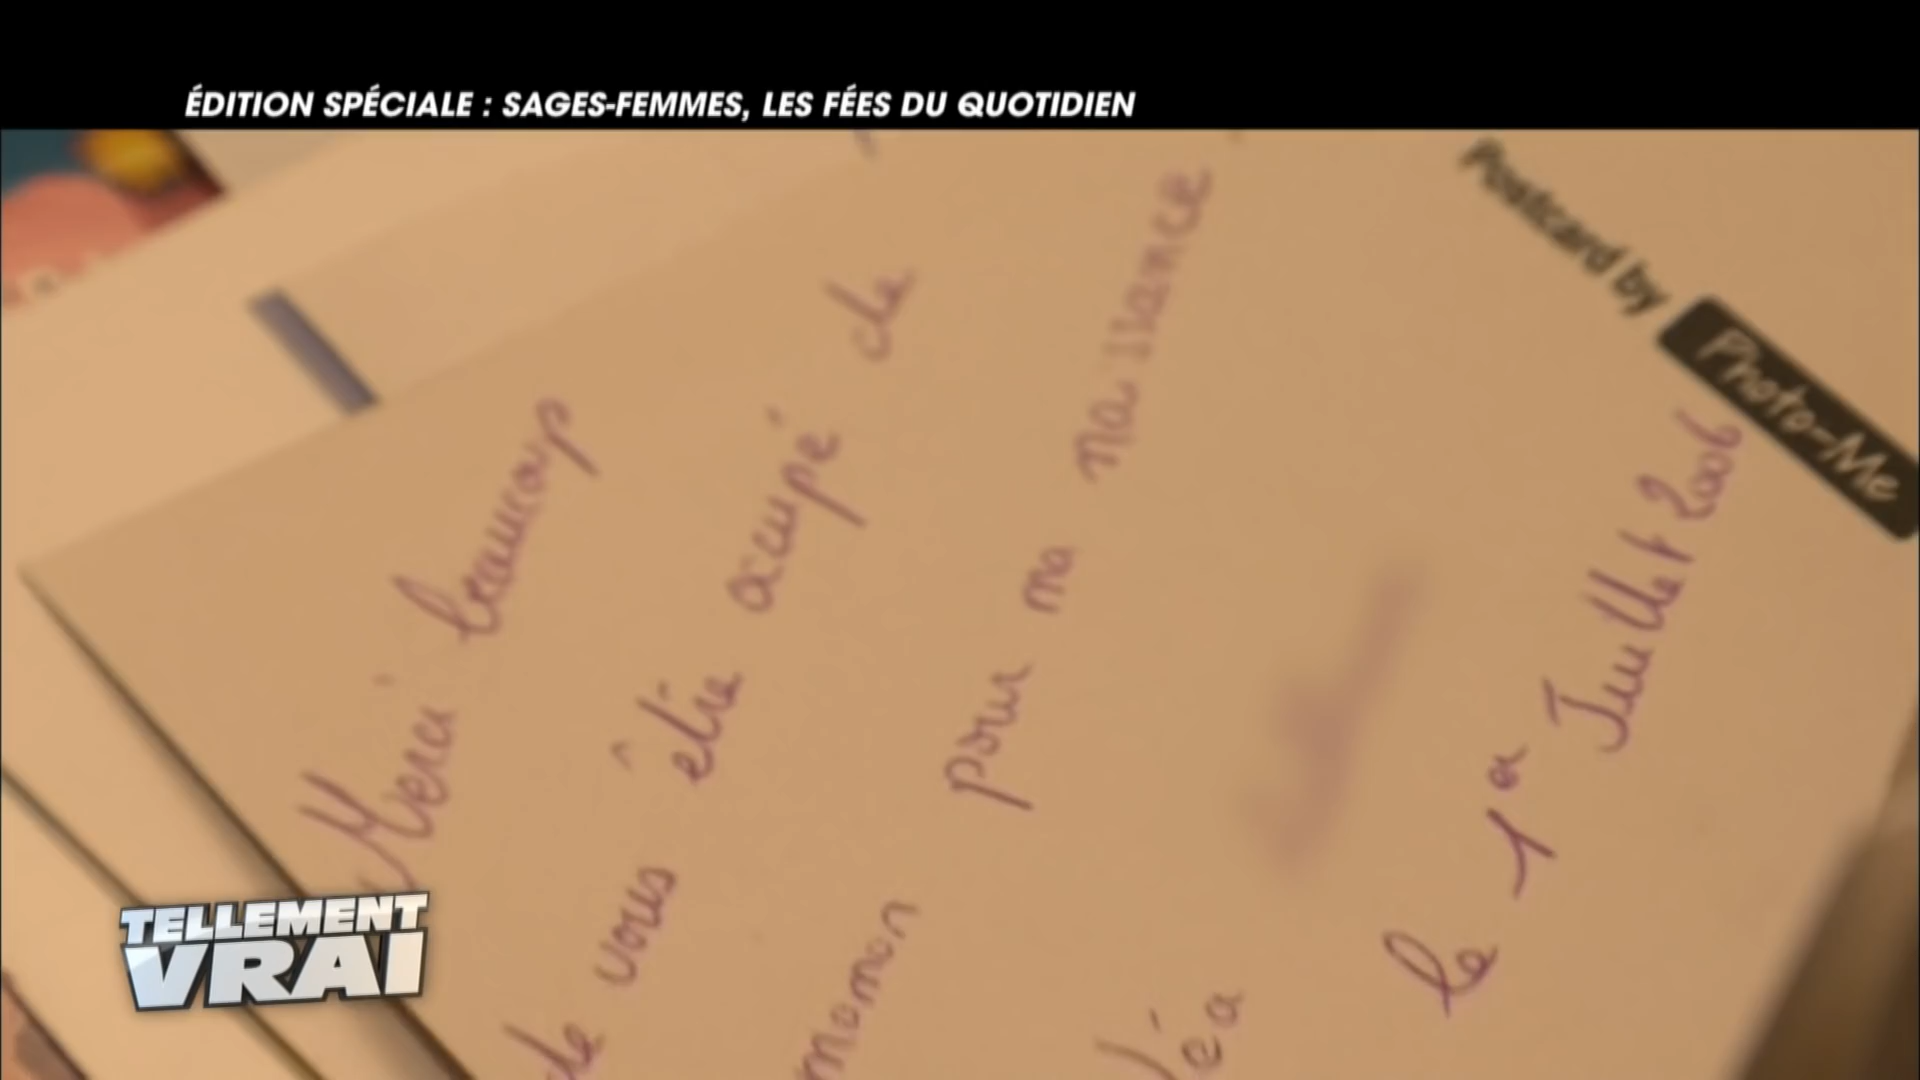 ÉDITION SPÉCIALE : SAGES-FEMMES, LES FÉES DU QUOTIDIEN
Postcard by Photo-Me
Merci beaucoup
de vous être occupé de
maman pour ma naissance
Léa
le 1er Juillet 2006
TELLEMENT
VRAI